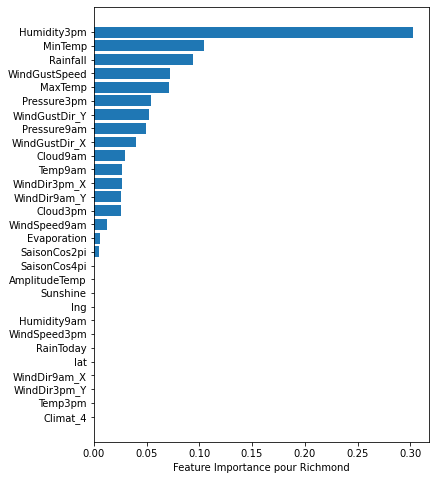 Humidity3pm
MinTemp
Rainfall
WindGustSpeed
MaxTemp
Pressure3pm
WindGustDir_Y
Pressure9am
WindGustDir_X
Cloud9am
Temp9am
WindDir3pm_X
WindDir9am_Y
Cloud3pm
WindSpeed9am
Evaporation
SaisonCos2pi
SaisonCos4pi
AmplitudeTemp
Sunshine
lng
Humidity9am
WindSpeed3pm
RainToday
lat
WindDir9am_X
WindDir3pm_Y
Temp3pm
Climat_4
0.00 0.05 0.10 0.15 0.20 0.25 0.30
Feature Importance pour Richmond